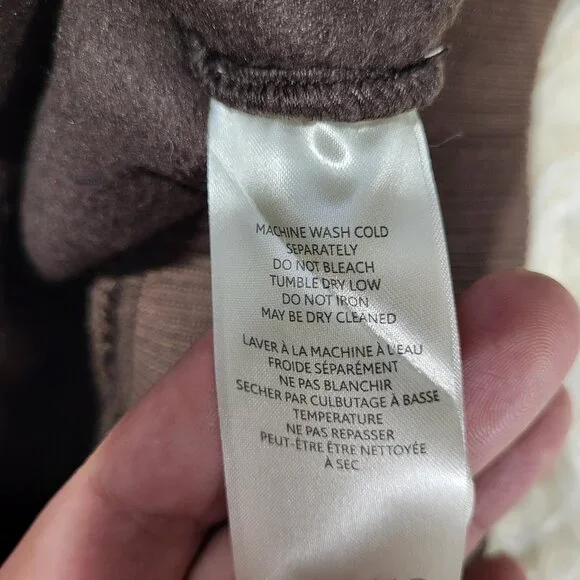 MACHINE WASH COLD
SEPARATELY
DO NOT BLEACH
TUMBLE DRY LOW
DO NOT IRON
MAY BE DRY CLEANED
LAVER À LA MACHINE À L'EAU
FROIDE SÉPARÉMENT
NE PAS BLANCHIR
SECHER PAR CULBUTAGE À BASSE
TEMPERATURE
NE PAS REPASSER
PEUT-ÊTRE ÊTRE NETTOYÉE
À SEC